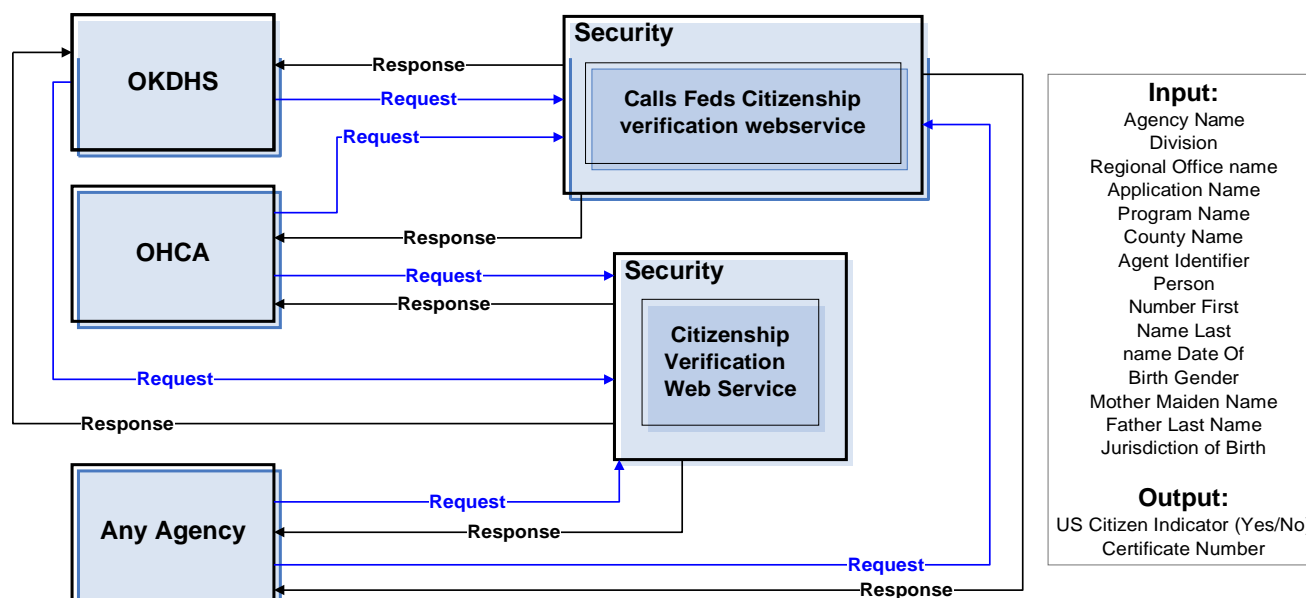 Security
OKDHS
Response
Request
Calls Feds Citizenship
verification webservice
Request
Response
OHCA
Request
Response
Security
Citizenship
Verification
Web Service
Request
Response
Any Agency
Request
Response
Request
Response
Input:
Agency Name
Division
Regional Office name
Application Name
Program Name
County Name
Agent Identifier
Person
Number First
Name Last
name Date Of
Birth Gender
Mother Maiden Name
Father Last Name
Jurisdiction of Birth
Output:
US Citizen Indicator (Yes/No)
Certificate Number